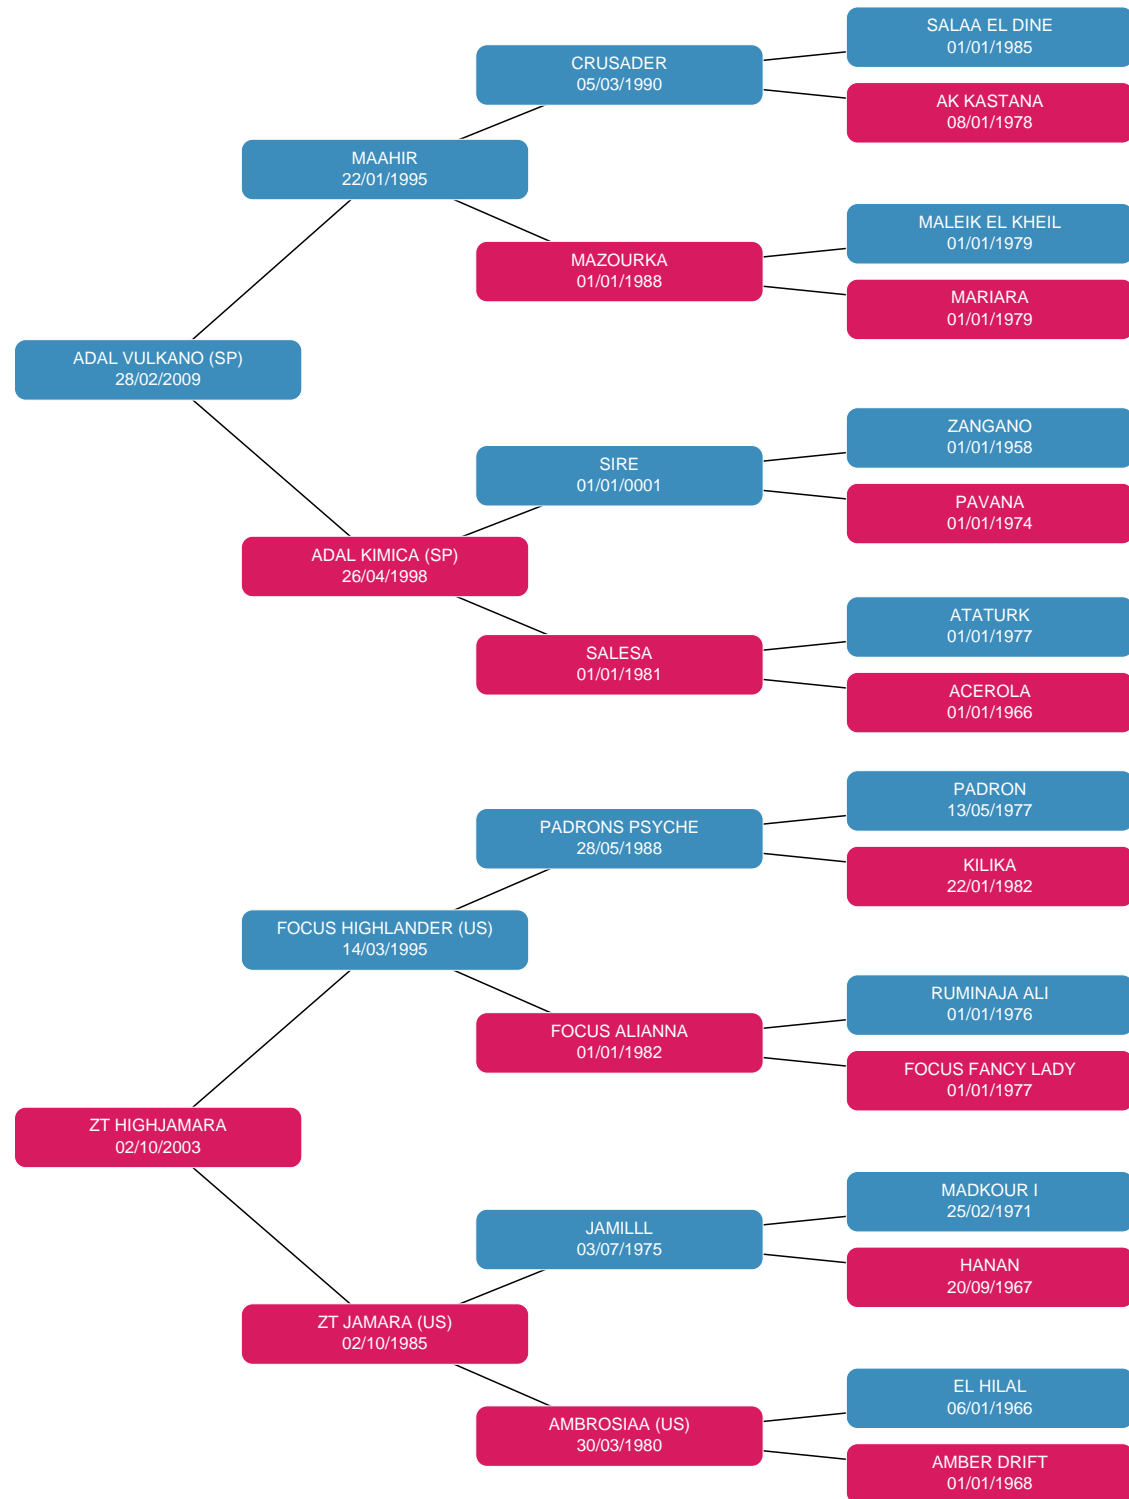 SALAA EL DINE
01/01/1985
CRUSADER
05/03/1990
AK KASTANA
08/01/1978
MAAHIR
22/01/1995
MALEIK EL KHEIL
01/01/1979
MAZOURKA
01/01/1988
MARIARA
01/01/1979
ADAL VULKANO (SP)
28/02/2009
ZANGANO
01/01/1958
SIRE
01/01/0001
PAVANA
01/01/1974
ADAL KIMICA (SP)
26/04/1998
ATATURK
01/01/1977
SALESA
01/01/1981
ACEROLA
01/01/1966
PADRON
13/05/1977
PADRONS PSYCHE
28/05/1988
KILIKA
22/01/1982
FOCUS HIGHLANDER (US)
14/03/1995
RUMINAJA ALI
01/01/1976
FOCUS ALIANNA
01/01/1982
FOCUS FANCY LADY
01/01/1977
ZT HIGHJAMARA
02/10/2003
MADKOUR I
25/02/1971
JAMILLL
03/07/1975
HANAN
20/09/1967
ZT JAMARA (US)
02/10/1985
EL HILAL
06/01/1966
AMBROSIAA (US)
30/03/1980
AMBER DRIFT
01/01/1968